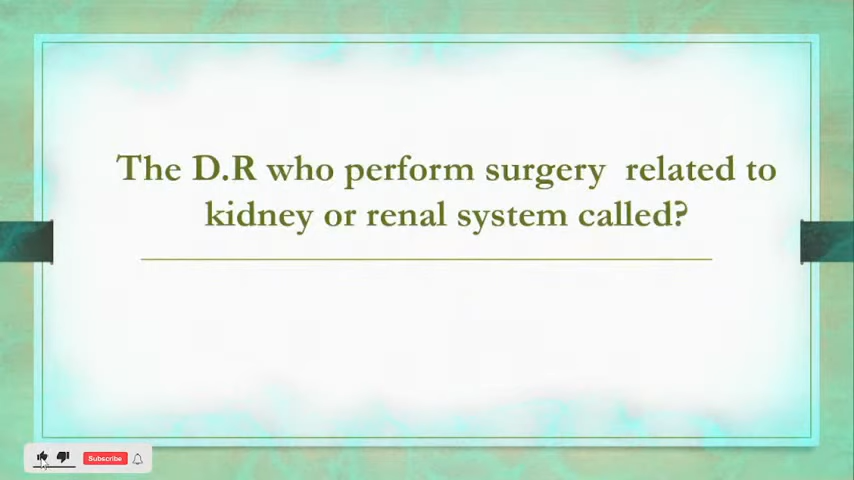 The D.R who perform surgery related to
kidney or renal system called?
Subscribe